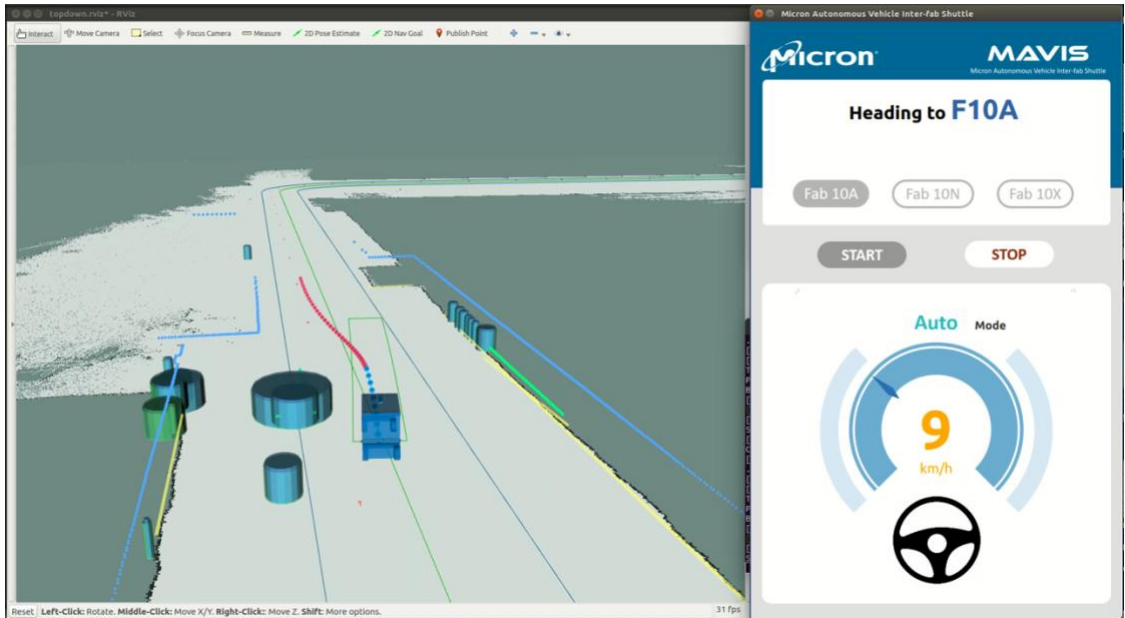 topdown.rviz* - RViz
Interact Move Camera Select Focus Camera Measure 2D Pose Estimate 2D Nav Goal Publish Point
Reset Left-Click: Rotate. Middle-Click: Move X/Y. Right-Click:: Move Z. Shift: More options. 31 fps
Micron Autonomous Vehicle Inter-fab Shuttle
Micron MAVIS
Micron Autonomous Vehicle Inter-fab Shuttle
Heading to F10A
Fab 10A Fab 10N Fab 10X
START STOP
Auto Mode
9
km/h